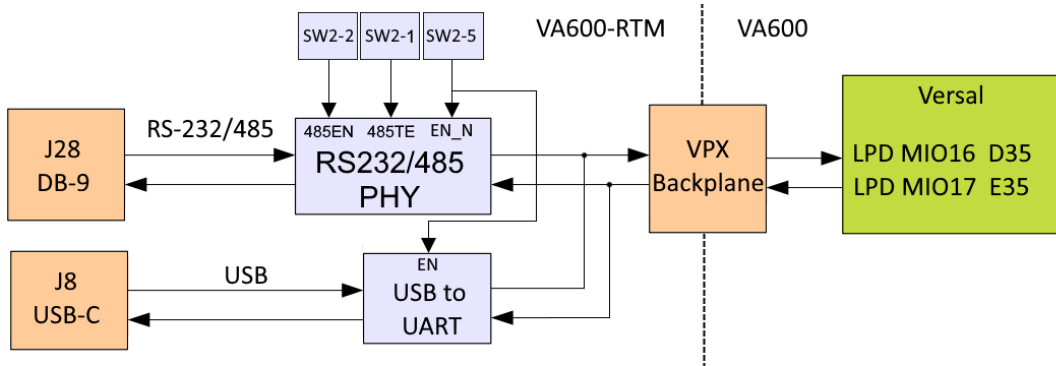 SW2-2 SW2-1 SW2-5
VA600-RTM VA600
J28
DB-9
RS-232/485
485EN 485TE EN_N
RS232/485
PHY
VPX
Backplane
Versal
LPD MIO16 D35
LPD MIO17 E35
J8
USB-C
USB
EN
USB to
UART